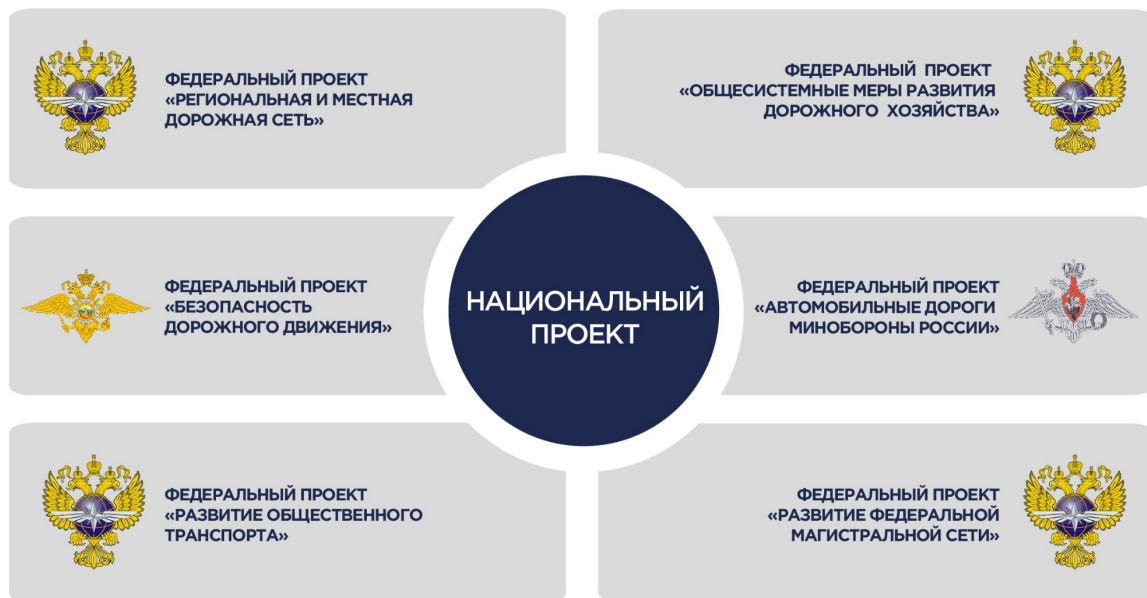 ФЕДЕРАЛЬНЫЙ ПРОЕКТ
«РЕГИОНАЛЬНАЯ И МЕСТНАЯ
ДОРОЖНАЯ СЕТЬ»
ФЕДЕРАЛЬНЫЙ ПРОЕКТ
«ОБЩЕСИСТЕМНЫЕ МЕРЫ РАЗВИТИЯ
ДОРОЖНОГО ХОЗЯЙСТВА»
ФЕДЕРАЛЬНЫЙ ПРОЕКТ
«БЕЗОПАСНОСТЬ
ДОРОЖНОГО ДВИЖЕНИЯ»
НАЦИОНАЛЬНЫЙ
ПРОЕКТ
ФЕДЕРАЛЬНЫЙ ПРОЕКТ
«АВТОМОБИЛЬНЫЕ ДОРОГИ
МИНОБОРОНЫ РОССИИ»
ФЕДЕРАЛЬНЫЙ ПРОЕКТ
«РАЗВИТИЕ ОБЩЕСТВЕННОГО
ТРАНСПОРТА»
ФЕДЕРАЛЬНЫЙ ПРОЕКТ
«РАЗВИТИЕ ФЕДЕРАЛЬНОЙ
МАГИСТРАЛЬНОЙ СЕТИ»